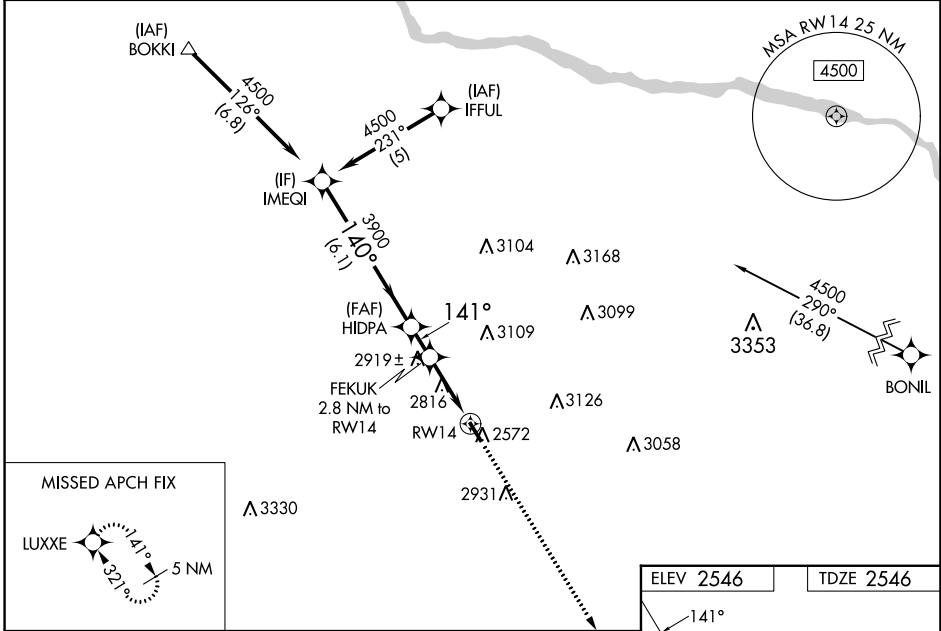 (IAF)
BOKKI
4500
126°
(6.8)
(IAF)
IFFUL
4500
231°
(5)
MSA RW14 25 NM
4500
(IF)
IMEQI
3900
140°
(6.1)
3104
3168
(FAF)
HIDPA
141°
3109
3099
4500
290°
(36.8)
3353
BONIL
2919±
FEKUK
2.8 NM to
RW14
2816
3126
RW14
2572
3058
2931
3330
MISSED APCH FIX
LUXXE
141°
321°
5 NM
ELEV 2546
TDZE 2546
141°